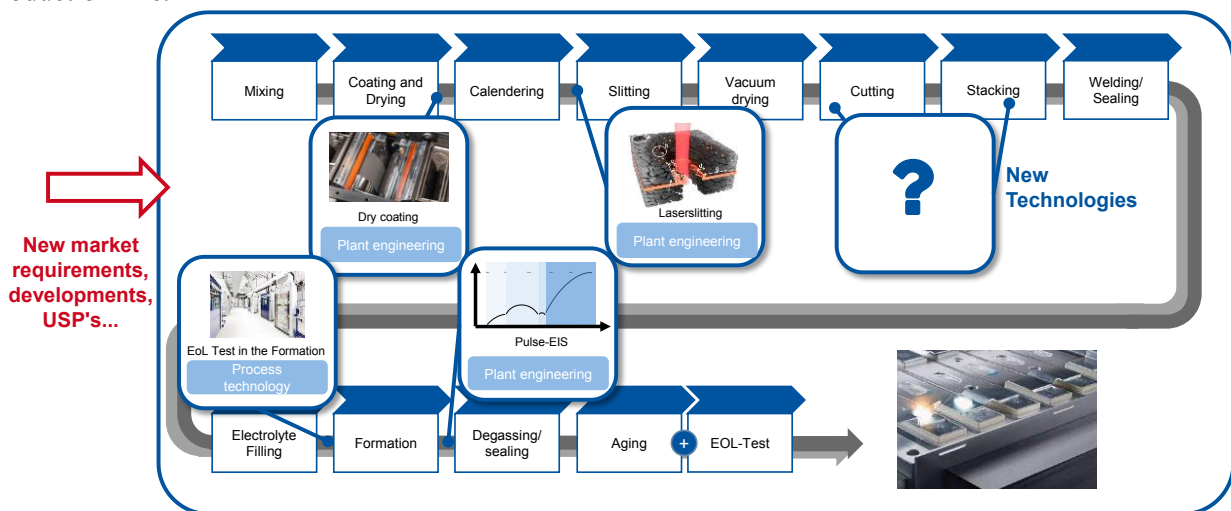 Mixing
Coating and
Drying
Calendering
Slitting
Vacuum
drying
Cutting
Stacking
Welding/
Sealing
Dry coating
Plant engineering
Laserslitting
Plant engineering
?
New
Technologies
New market
requirements,
developments,
USP's...
EoL Test in the Formation
Process
technology
Pulse-EIS
Plant engineering
Electrolyte
Filling
Formation
Degassing/
sealing
Aging
+
EOL-Test